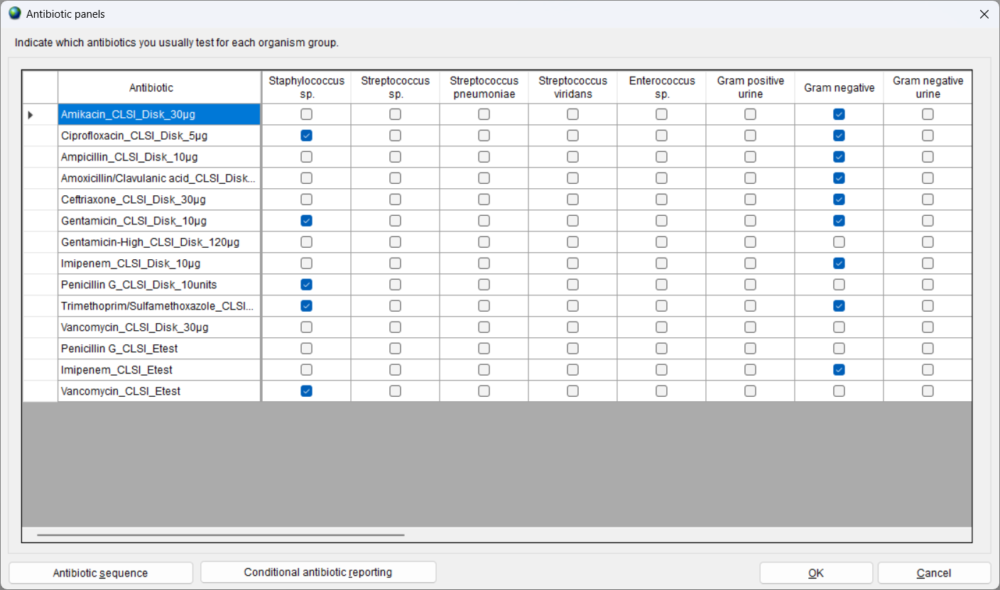 Antibiotic panels
Indicate which antibiotics you usually test for each organism group.
Antibiotic
Staphylococcus
sp.
Streptococcus
sp.
Streptococcus
pneumoniae
Streptococcus
viridans
Enterococcus
sp.
Gram positive
urine
Gram negative
Gram negative
urine
Amikacin_CLSI_Disk_30µg
Ciprofloxacin_CLSI_Disk_5µg
Ampicillin_CLSI_Disk_10µg
Amoxicillin/Clavulanic acid_CLSI_Disk...
Ceftriaxone_CLSI_Disk_30µg
Gentamicin_CLSI_Disk_10µg
Gentamicin-High_CLSI_Disk_120µg
Imipenem_CLSI_Disk_10µg
Penicillin G_CLSI_Disk_10units
Trimethoprim/Sulfamethoxazole_CLSI...
Vancomycin_CLSI_Disk_30µg
Penicillin G_CLSI_Etest
Imipenem_CLSI_Etest
Vancomycin_CLSI_Etest
Antibiotic sequence
Conditional antibiotic reporting
OK
Cancel